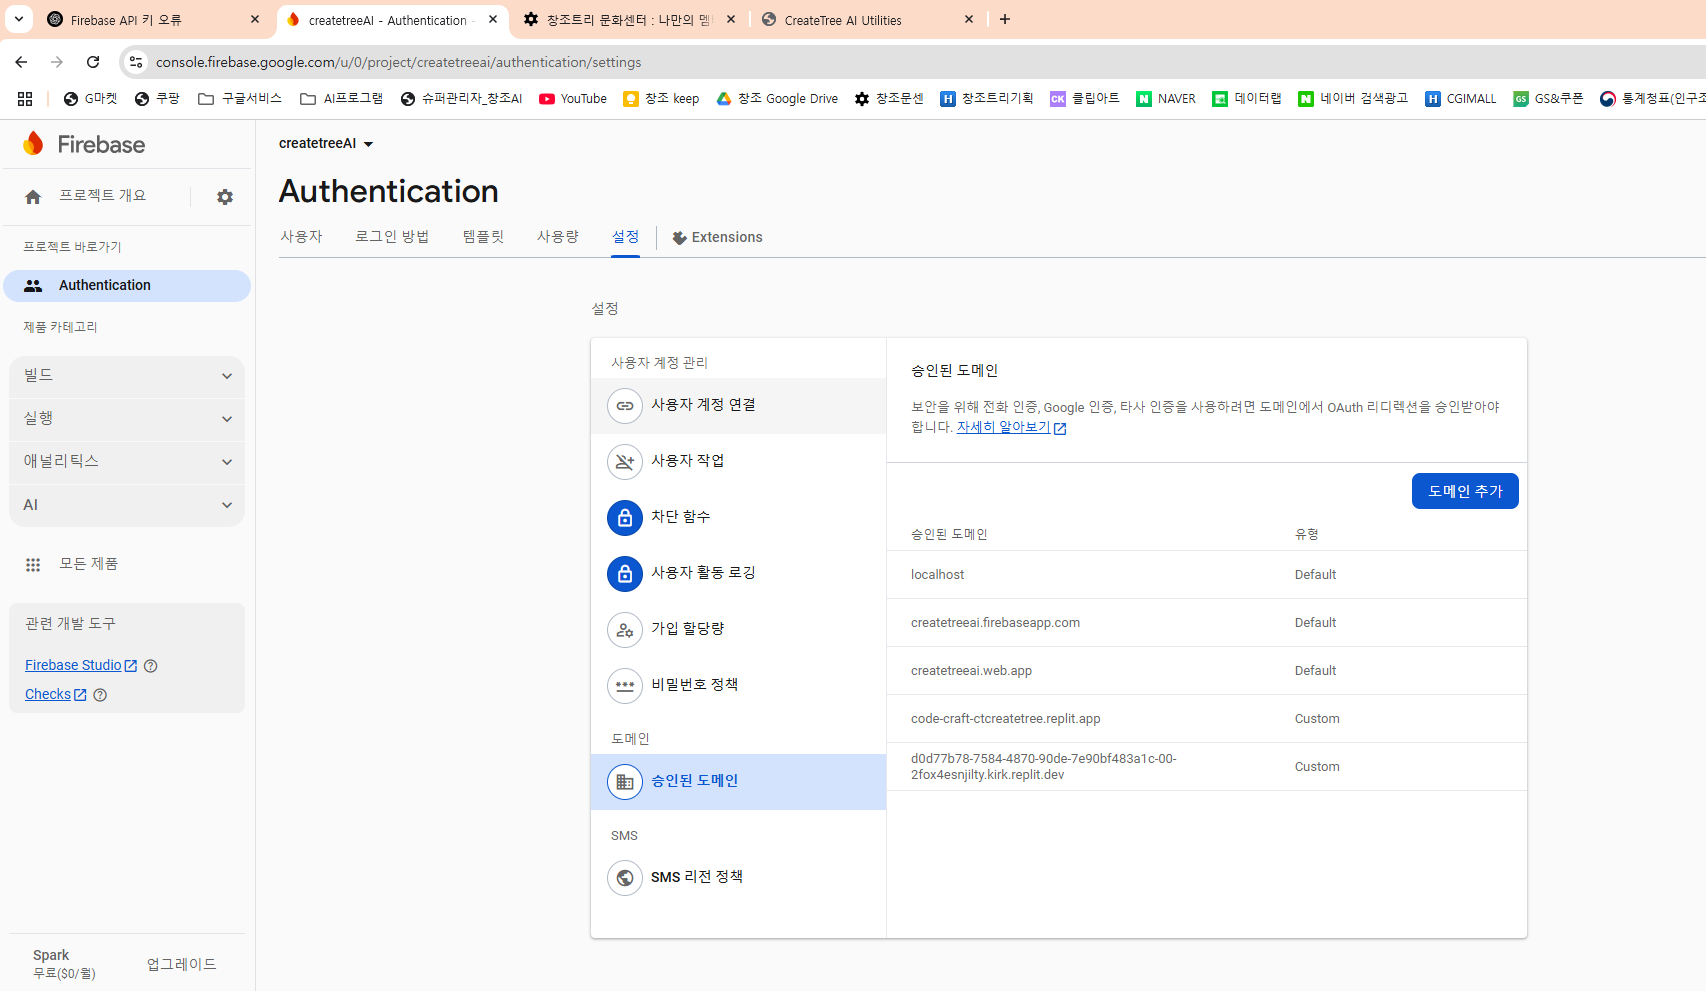 Firebase API 키 오류
createtreeAI - Authentication -
창조트리 문화센터 : 나만의 멤
CreateTree AI Utilities
console.firebase.google.com/u/0/project/createtreeai/authentication/settings
G마켓 쿠팡 구글서비스 AI프로그램 슈퍼관리자_창조AI YouTube 창조 keep 창조 Google Drive 창조문센 창조트리기획 클립아트 NAVER 데이터랩 네이버 검색광고 CGIMALL GS&쿠폰 통계청표(인구조
Firebase
프로젝트 개요
프로젝트 바로가기
Authentication
제품 카테고리
빌드
실행
애널리틱스
AI
모든 제품
관련 개발 도구
Firebase Studio
Checks
Spark
무료($0/월)
업그레이드
createtreeAI
Authentication
사용자 로그인 방법 템플릿 사용량 설정 Extensions
설정
사용자 계정 관리
사용자 계정 연결
사용자 작업
차단 함수
사용자 활동 로깅
가입 할당량
비밀번호 정책
도메인
승인된 도메인
SMS
SMS 리전 정책
승인된 도메인
보안을 위해 전화 인증, Google 인증, 타사 인증을 사용하려면 도메인에서 OAuth 리디렉션을 승인받아야
합니다. 자세히 알아보기
도메인 추가
승인된 도메인 유형
localhost Default
createtreeai.firebaseapp.com Default
createtreeai.web.app Default
code-craft-ctcreatetree.replit.app Custom
d0d77b78-7584-4870-90de-7e90bf483a1c-00-
2fox4esnjilty.kirk.replit.dev Custom